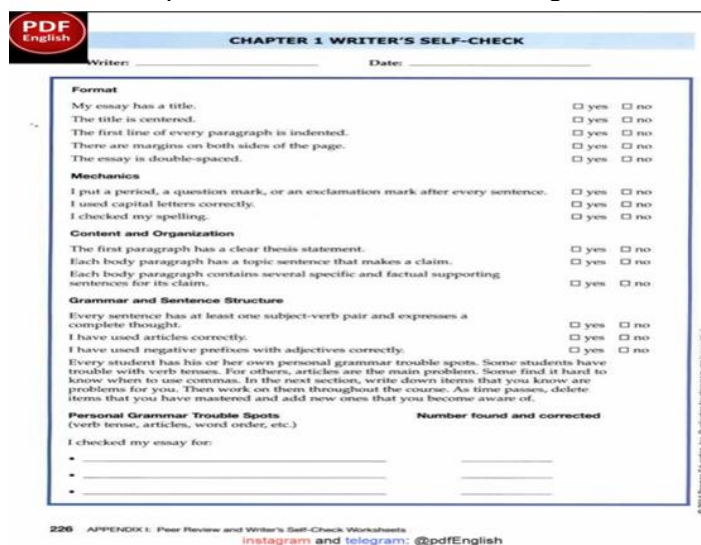 PDF
English
CHAPTER 1 WRITER'S SELF-CHECK
Writer: Date:
Format
My essay has a title. □ yes □ no
The title is centered. □ yes □ no
The first line of every paragraph is indented. □ yes □ no
There are margins on both sides of the page. □ yes □ no
The essay is double-spaced. □ yes □ no
Mechanics
I put a period, a question mark, or an exclamation mark after every sentence. □ yes □ no
I used capital letters correctly. □ yes □ no
I checked my spelling. □ yes □ no
Content and Organization
The first paragraph has a clear thesis statement. □ yes □ no
Each body paragraph has a topic sentence that makes a claim. □ yes □ no
Each body paragraph contains several specific and factual supporting
sentences for its claim. □ yes □ no
Grammar and Sentence Structure
Every sentence has at least one subject-verb pair and expresses a
complete thought. □ yes □ no
I have used articles correctly. □ yes □ no
I have used negative prefixes with adjectives correctly. □ yes □ no
Every student has his or her own personal grammar trouble spots. Some students have
trouble with verb tenses. For others, articles are the main problem. Some find it hard to
know when to use commas. In the next section, write down items that you know are
problems for you. Then work on them throughout the course. As time passes, delete
items that you have mastered and add new ones that you become aware of.
Personal Grammar Trouble Spots Number found and corrected
(verb tense, articles, word order, etc.)
I checked my essay for:
•
•
•
226 APPENDIX I: Peer Review and Writer's Self-Check Worksheets
instagram and telegram: @pdfEnglish